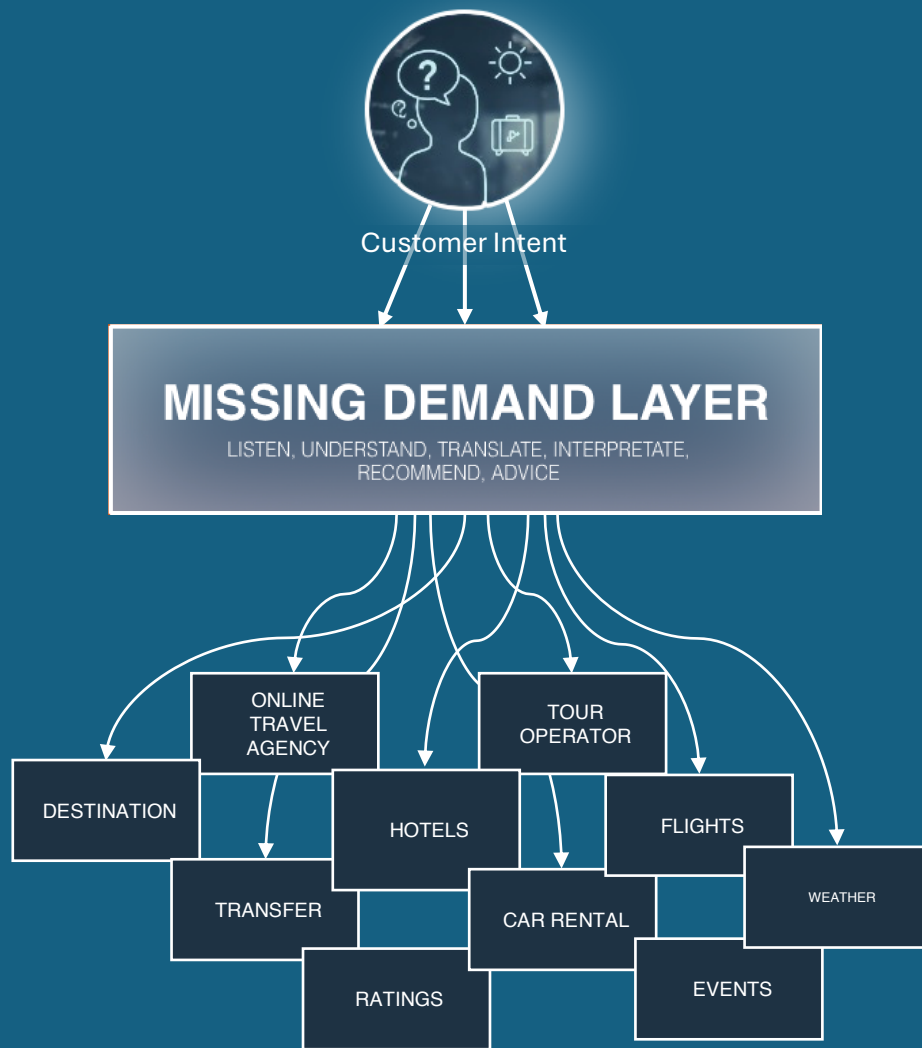 ?
?
Customer Intent
MISSING DEMAND LAYER
LISTEN, UNDERSTAND, TRANSLATE, INTERPRETATE,
RECOMMEND, ADVICE
ONLINE
TRAVEL
AGENCY
TOUR
OPERATOR
DESTINATION
HOTELS
FLIGHTS
TRANSFER
CAR RENTAL
WEATHER
RATINGS
EVENTS